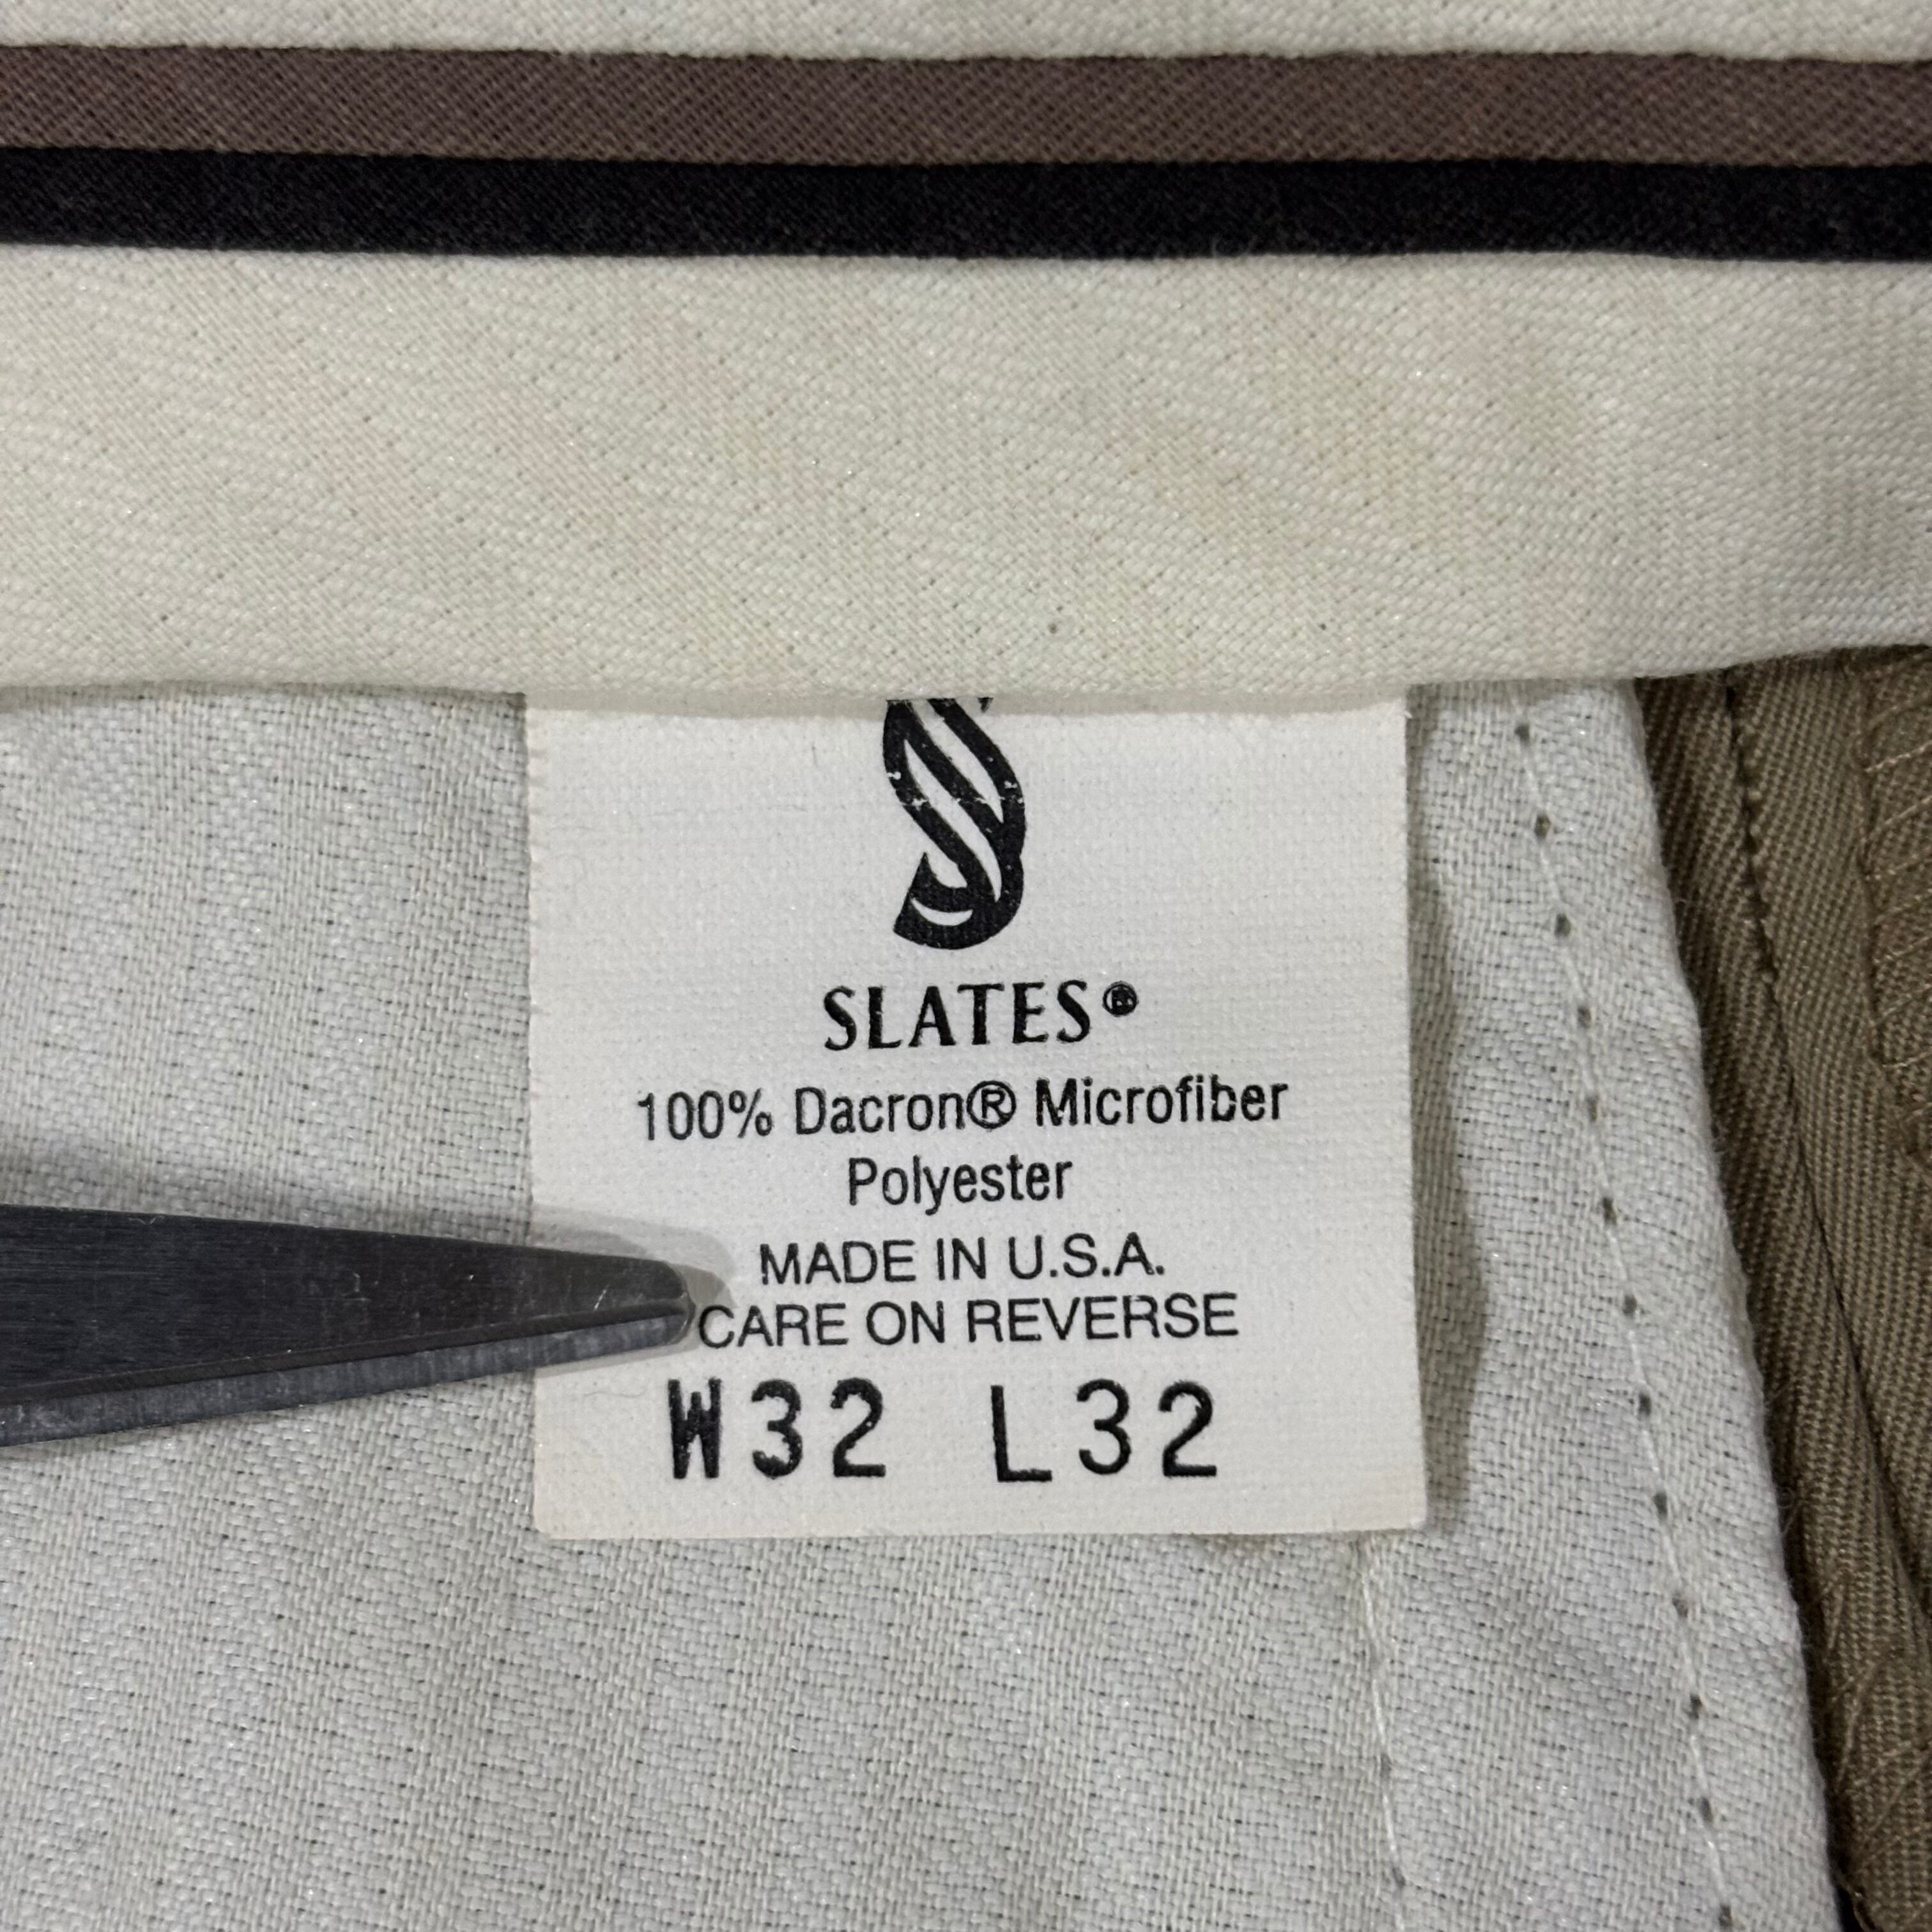 SLATES®
100% Dacron® Microfiber
Polyester
MADE IN U.S.A.
CARE ON REVERSE
W32 L32